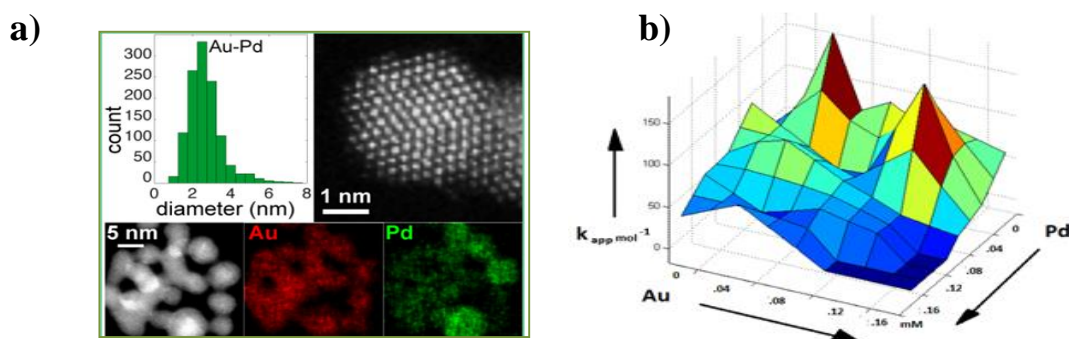 a)
Au-Pd
300
250
200
150
100
50
0
count
0 2 4 6 8
diameter (nm)
1 nm
5 nm
Au
Pd
b)
150
100
50
0
k app mol -1
0 .04 .08 .12 .16 mM
Au
0
.04
.08
.12
.16
Pd